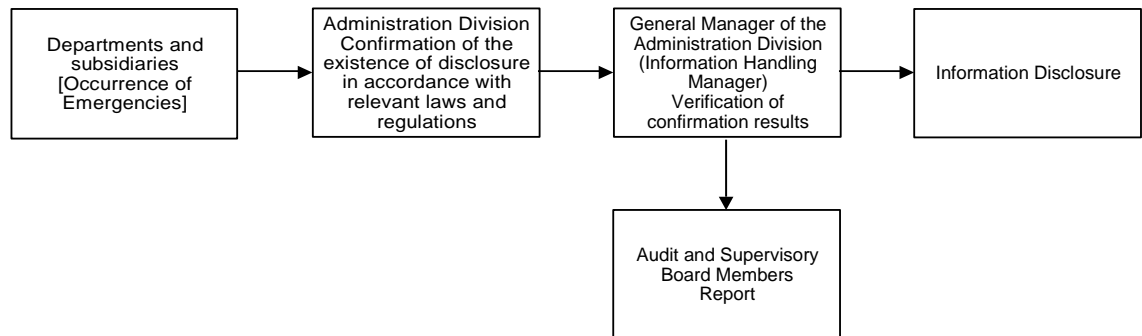 Departments and
subsidiaries
[Occurrence of
Emergencies]
Administration Division
Confirmation of the
existence of disclosure
in accordance with
relevant laws and
regulations
General Manager of the
Administration Division
(Information Handling
Manager)
Verification of
confirmation results
Information Disclosure
Audit and Supervisory
Board Members
Report